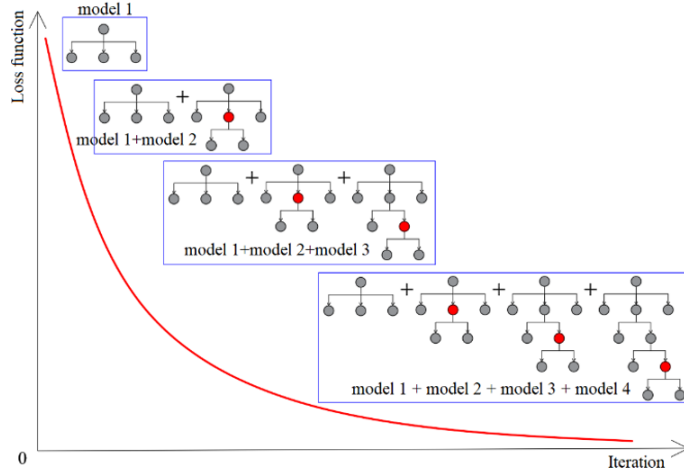 model 1
Loss function
+
model 1+model 2
+ +
model 1+model 2+model 3
+ + +
model 1 + model 2 + model 3 + model 4
0
Iteration